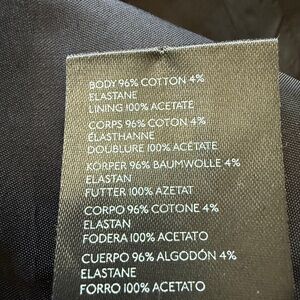 BODY 96% COTTON 4%
ELASTANE
LINING 100% ACETATE
CORPS 96% COTON 4%
ELASTHANNE
DOUBLURE 100% ACÉTATE
KÖRPER 96% BAUMWOLLE 4%
ELASTAN
FUTTER 100% AZETAT
CORPO 96% COTONE 4%
ELASTAN
FODERA 100% ACETATO
CUERPO 96% ALGODÓN 4%
ELASTANE
FORRO 100% ACETATO